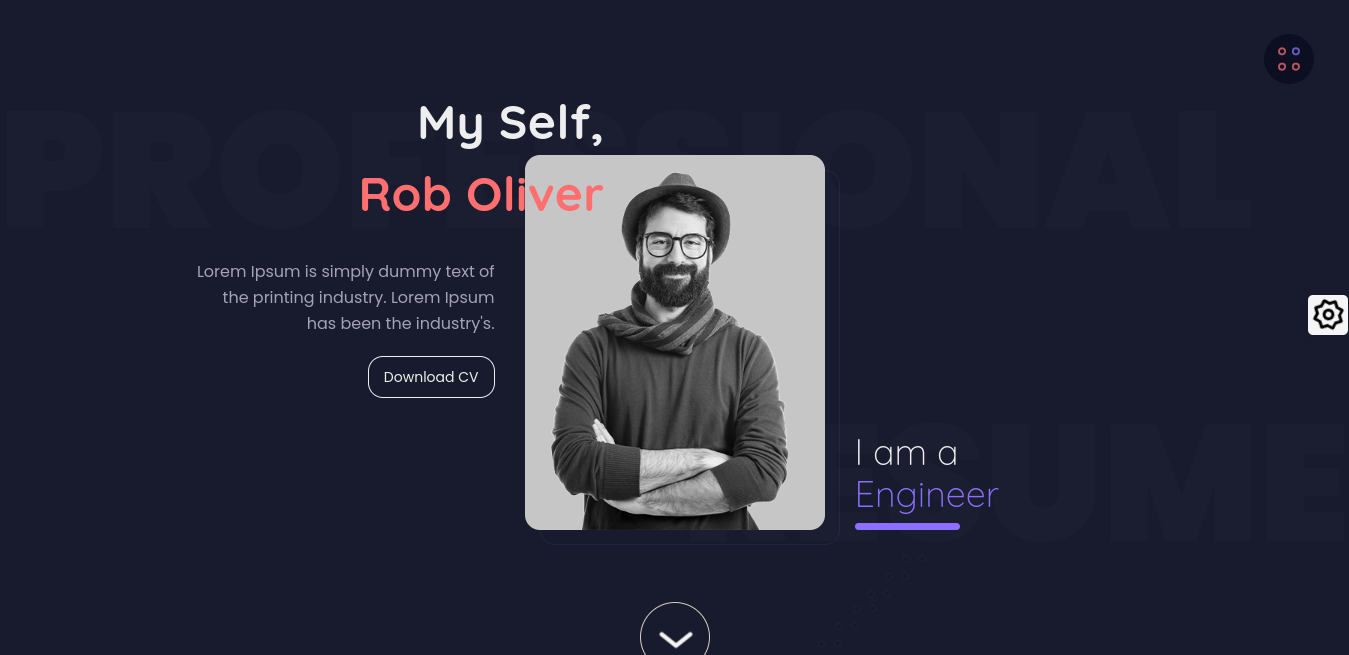 PROFESSIONAL
My Self,
Rob Oliver
Lorem Ipsum is simply dummy text of
the printing industry. Lorem Ipsum
has been the industry's.
Download CV
I am a
Engineer
RESUME